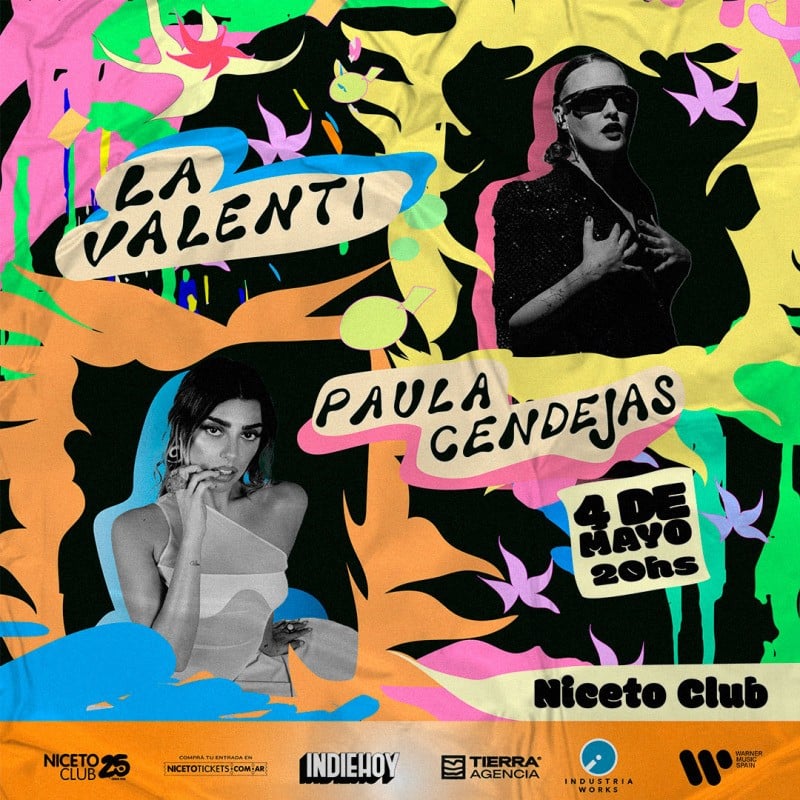 LA
VALENTI
PAULA
CENDEJAS
4 DE
MAYO
20hs
Niceto Club
NICETO
CLUB 25
COMPRÁ TU ENTRADA EN
NICETOTICKETS.COM.AR
INDIEHOY
TIERRA
AGENCIA
INDUSTRIA
WORKS
WARNER
MUSIC
SPAIN